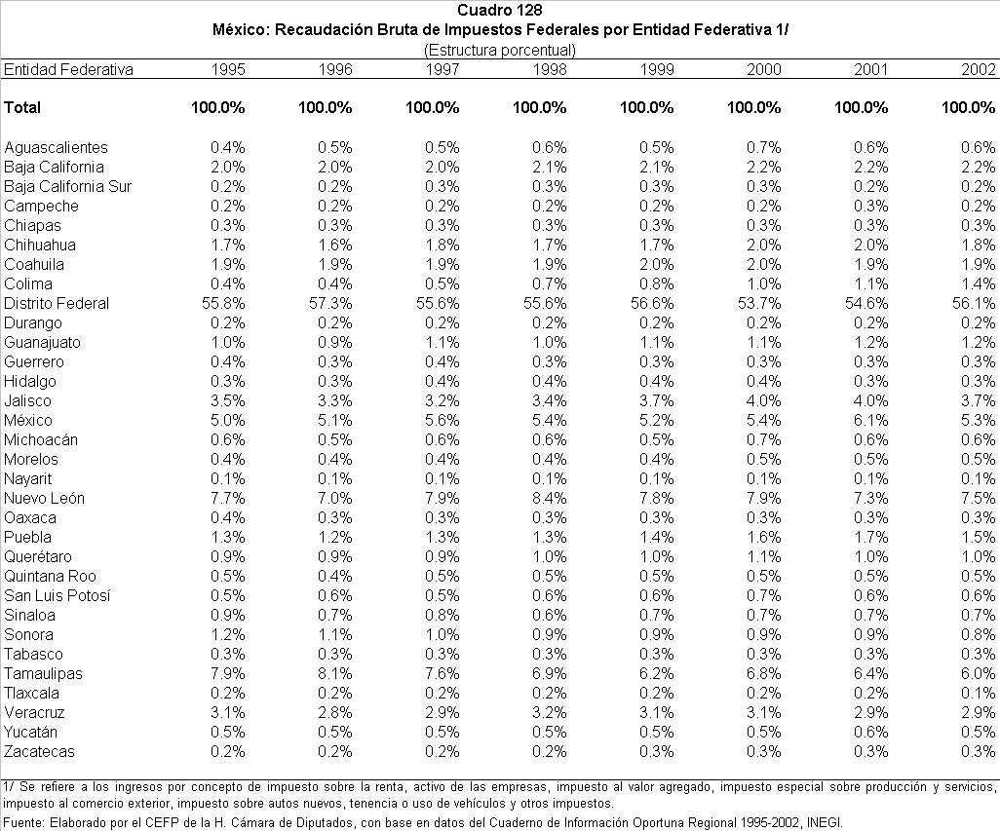 Cuadro 128
México: Recaudación Bruta de Impuestos Federales por Entidad Federativa 1/
(Estructura porcentual)
Entidad Federativa 1995 1996 1997 1998 1999 2000 2001 2002
Total 100.0% 100.0% 100.0% 100.0% 100.0% 100.0% 100.0% 100.0%
Aguascalientes 0.4% 0.5% 0.5% 0.6% 0.5% 0.7% 0.6% 0.6%
Baja California 2.0% 2.0% 2.0% 2.1% 2.1% 2.2% 2.2% 2.2%
Baja California Sur 0.2% 0.2% 0.3% 0.3% 0.3% 0.3% 0.2% 0.2%
Campeche 0.2% 0.2% 0.2% 0.2% 0.2% 0.2% 0.3% 0.2%
Chiapas 0.3% 0.3% 0.3% 0.3% 0.3% 0.3% 0.3% 0.3%
Chihuahua 1.7% 1.6% 1.8% 1.7% 1.7% 2.0% 2.0% 1.8%
Coahuila 1.9% 1.9% 1.9% 1.9% 2.0% 2.0% 1.9% 1.9%
Colima 0.4% 0.4% 0.5% 0.7% 0.8% 1.0% 1.1% 1.4%
Distrito Federal 55.8% 57.3% 55.6% 55.6% 56.6% 53.7% 54.6% 56.1%
Durango 0.2% 0.2% 0.2% 0.2% 0.2% 0.2% 0.2% 0.2%
Guanajuato 1.0% 0.9% 1.1% 1.0% 1.1% 1.1% 1.2% 1.2%
Guerrero 0.4% 0.3% 0.4% 0.3% 0.3% 0.3% 0.3% 0.3%
Hidalgo 0.3% 0.3% 0.4% 0.4% 0.4% 0.4% 0.3% 0.3%
Jalisco 3.5% 3.3% 3.2% 3.4% 3.7% 4.0% 4.0% 3.7%
México 5.0% 5.1% 5.6% 5.4% 5.2% 5.4% 6.1% 5.3%
Michoacán 0.6% 0.5% 0.6% 0.6% 0.5% 0.7% 0.6% 0.6%
Morelos 0.4% 0.4% 0.4% 0.4% 0.4% 0.5% 0.5% 0.5%
Nayarit 0.1% 0.1% 0.1% 0.1% 0.1% 0.1% 0.1% 0.1%
Nuevo León 7.7% 7.0% 7.9% 8.4% 7.8% 7.9% 7.3% 7.5%
Oaxaca 0.4% 0.3% 0.3% 0.3% 0.3% 0.3% 0.3% 0.3%
Puebla 1.3% 1.2% 1.3% 1.3% 1.4% 1.6% 1.7% 1.5%
Querétaro 0.9% 0.9% 0.9% 1.0% 1.0% 1.1% 1.0% 1.0%
Quintana Roo 0.5% 0.4% 0.5% 0.5% 0.5% 0.5% 0.5% 0.5%
San Luis Potosí 0.5% 0.6% 0.5% 0.6% 0.6% 0.7% 0.6% 0.6%
Sinaloa 0.9% 0.7% 0.8% 0.6% 0.7% 0.7% 0.7% 0.7%
Sonora 1.2% 1.1% 1.0% 0.9% 0.9% 0.9% 0.9% 0.8%
Tabasco 0.3% 0.3% 0.3% 0.3% 0.3% 0.3% 0.3% 0.3%
Tamaulipas 7.9% 8.1% 7.6% 6.9% 6.2% 6.8% 6.4% 6.0%
Tlaxcala 0.2% 0.2% 0.2% 0.2% 0.2% 0.2% 0.2% 0.1%
Veracruz 3.1% 2.8% 2.9% 3.2% 3.1% 3.1% 2.9% 2.9%
Yucatán 0.5% 0.5% 0.5% 0.5% 0.5% 0.5% 0.6% 0.5%
Zacatecas 0.2% 0.2% 0.2% 0.2% 0.3% 0.3% 0.3% 0.3%
1/ Se refiere a los ingresos por concepto de impuesto sobre la renta, activo de las empresas, impuesto al valor agregado, impuesto especial sobre producción y servicios,
impuesto al comercio exterior, impuesto sobre autos nuevos, tenencia o uso de vehículos y otros impuestos.
Fuente: Elaborado por el CEFP de la H. Cámara de Diputados, con base en datos del Cuaderno de Información Oportuna Regional 1995-2002, INEGI.